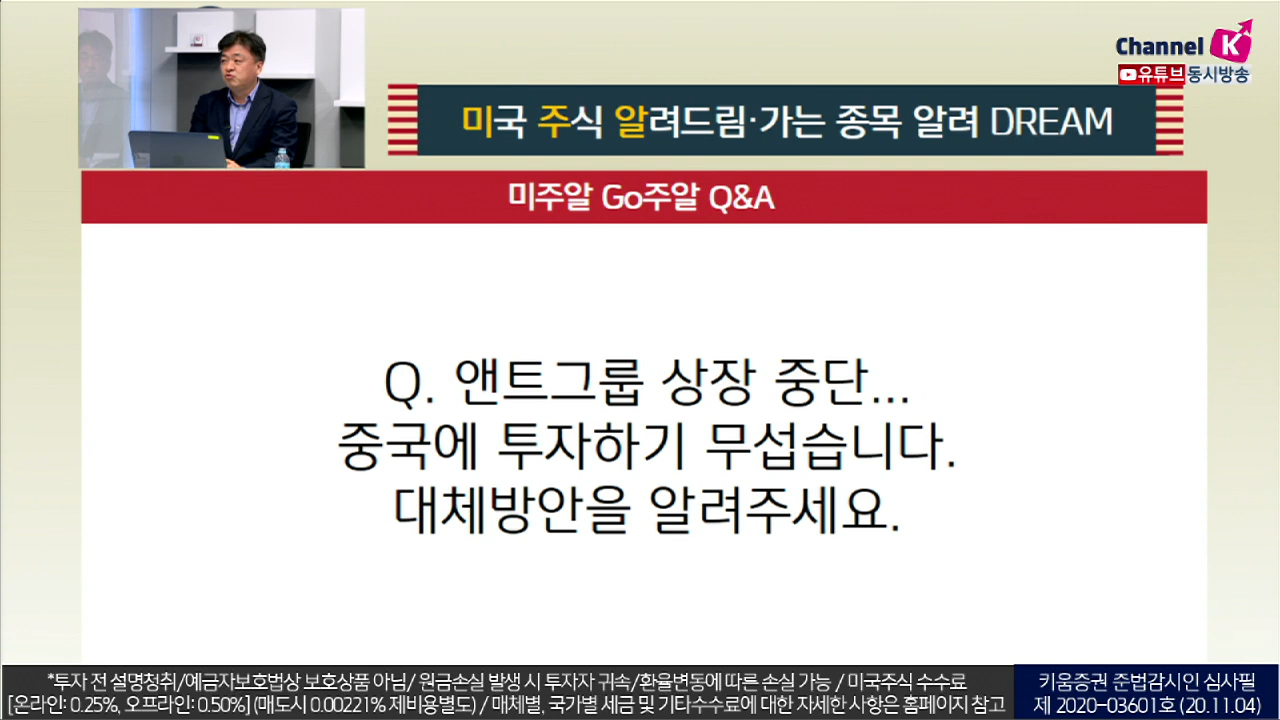 Channel K
유튜브 동시방송
미국 주식 알려드림·가는 종목 알려 DREAM
미주알 Go주알 Q&A
Q. 앤트그룹 상장 중단...
중국에 투자하기 무섭습니다.
대체방안을 알려주세요.
*투자 전 설명청취/예금자보호법상 보호상품 아님/ 원금손실 발생 시 투자자 귀속/환율변동에 따른 손실 가능 / 미국주식 수수료
[온라인: 0.25%, 오프라인: 0.50%] (매도시 0.00221% 제비용별도) / 매체별, 국가별 세금 및 기타수수료에 대한 자세한 사항은 홈페이지 참고
키움증권 준법감시인 심사필
제 2020-03601호 (20.11.04)